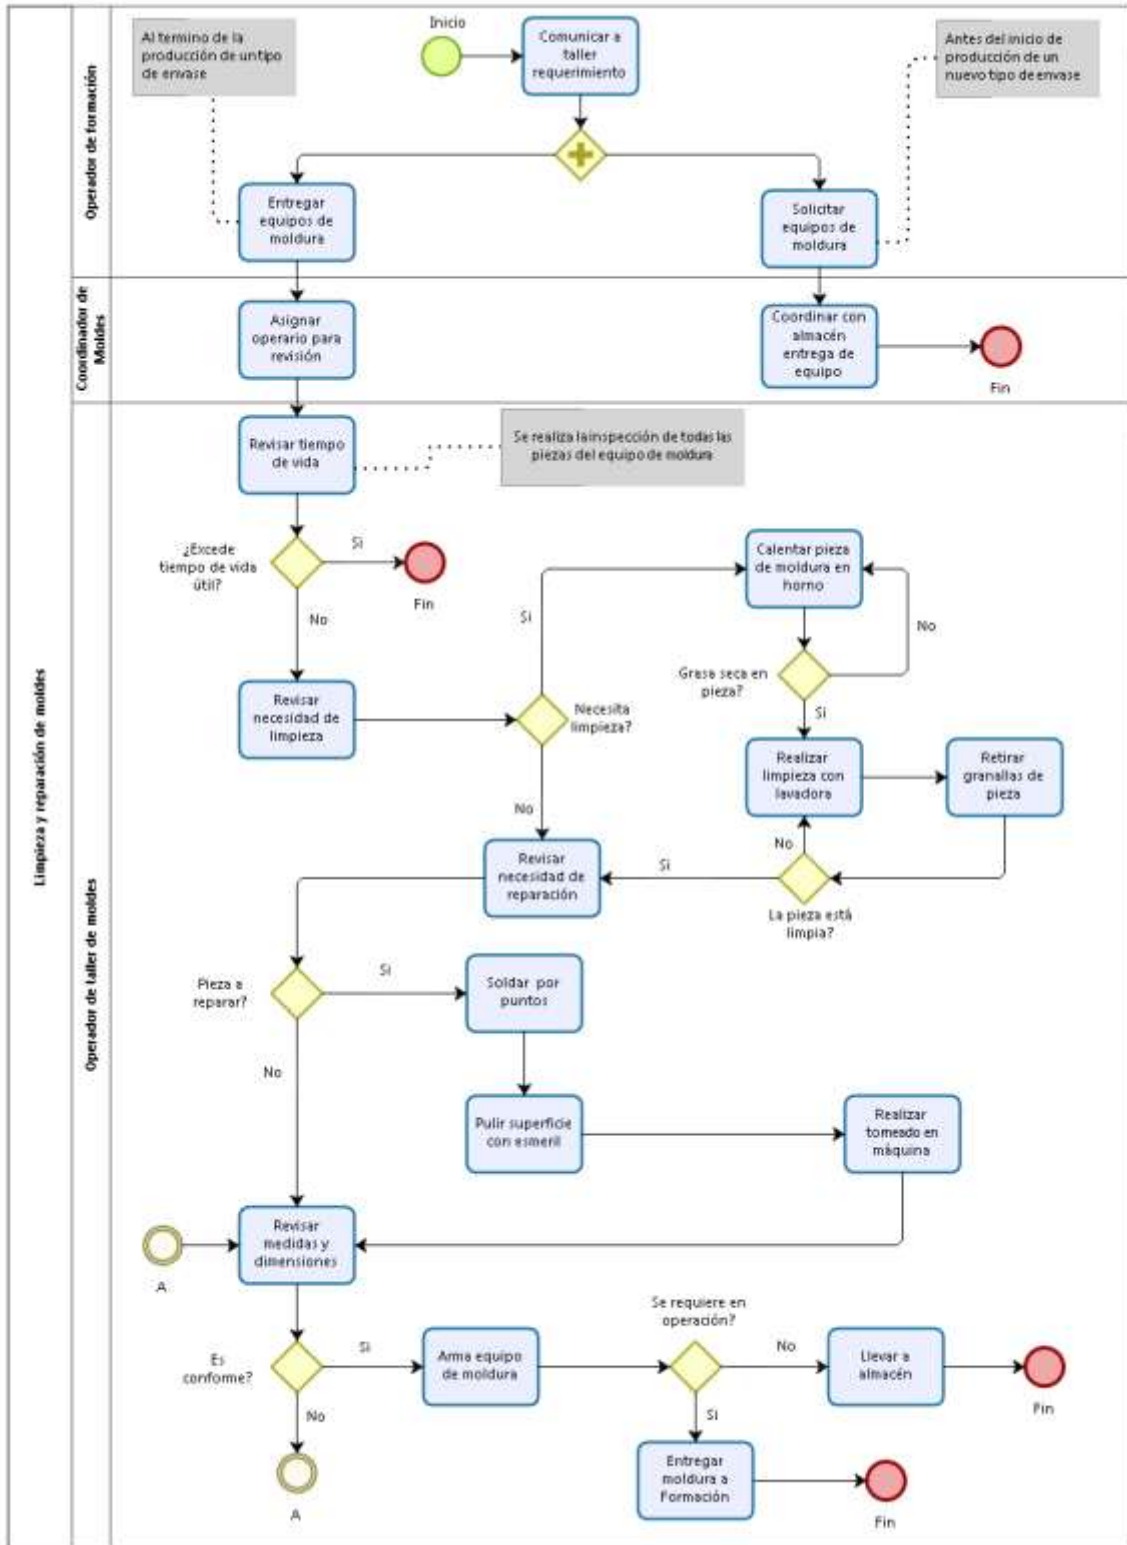 Limpieza y reparación de moldes
Operador de formación
Inicio
Al termino de la
producción de un tipo
de envase
Comunicar a
taller
requerimiento
Antes del inicio de
producción de un
nuevo tipo de envase
Entregar
equipos de
moldura
Solicitar
equipos de
moldura
Coordinador de
Moldes
Asignar
operario para
revisión
Coordinar con
almacén
entrega de
equipo
Fin
Operador de taller de moldes
Revisar tiempo
de vida
Se realiza la inspección de todas las
piezas del equipo de moldura
¿Excede
tiempo de vida
útil?
Si
Fin
No
Calentar pieza
de moldura en
horno
Si
No
Grasa seca en
pieza?
Si
Revisar
necesidad de
limpieza
Necesita
limpieza?
No
Realizar
limpieza con
lavadora
Retirar
granallas de
pieza
No
Revisar
necesidad de
reparación
Si
La pieza está
limpia?
Pieza a
reparar?
Si
Soldar por
puntos
No
Pulir superficie
con esmeril
Realizar
torneado en
máquina
A
Revisar
medidas y
dimensiones
Se requiere en
operación?
Es
conforme?
Si
Arma equipo
de moldura
No
Llevar a
almacén
Fin
No
Si
A
Entregar
moldura a
Formación
Fin